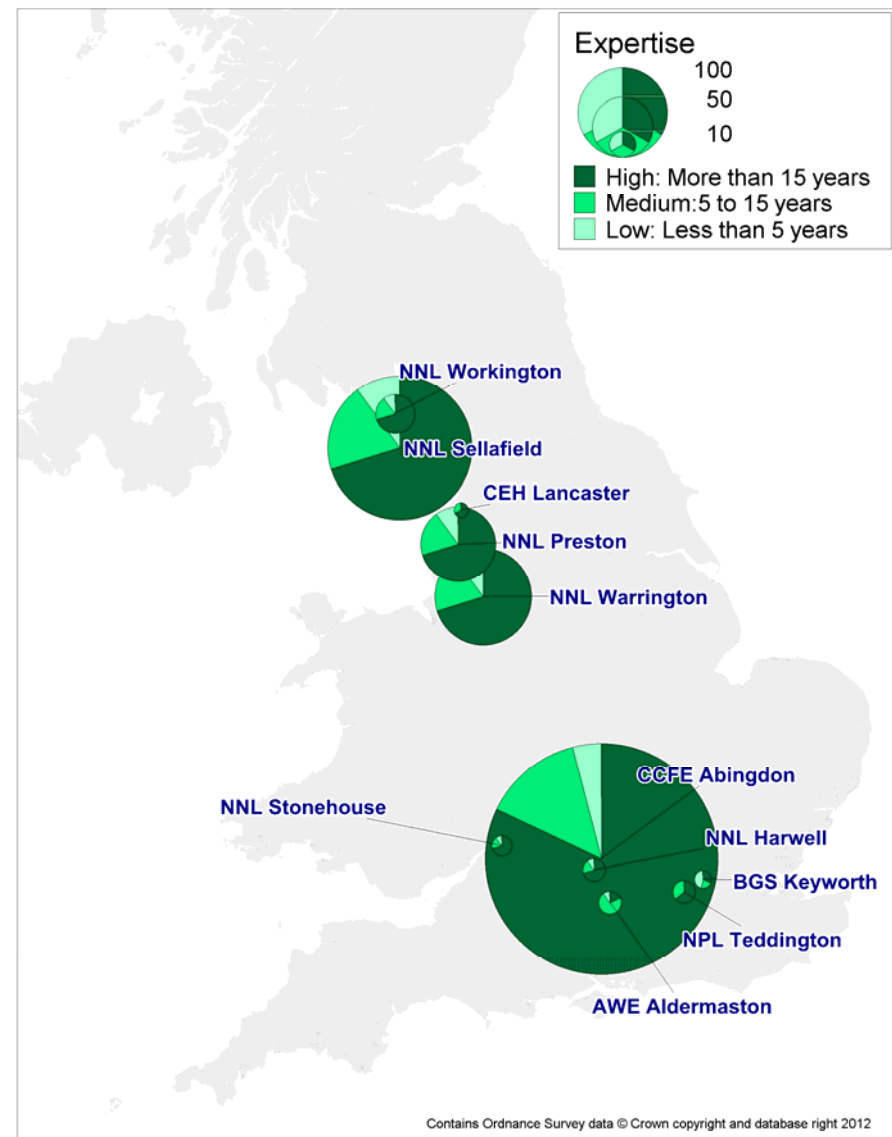 Expertise
100
50
10
High: More than 15 years
Medium:5 to 15 years
Low: Less than 5 years
NNL Workington
NNL Sellafield
CEH Lancaster
NNL Preston
NNL Warrington
CCFE Abingdon
NNL Stonehouse
NNL Harwell
BGS Keyworth
NPL Teddington
AWE Aldermaston
Contains Ordnance Survey data © Crown copyright and database right 2012